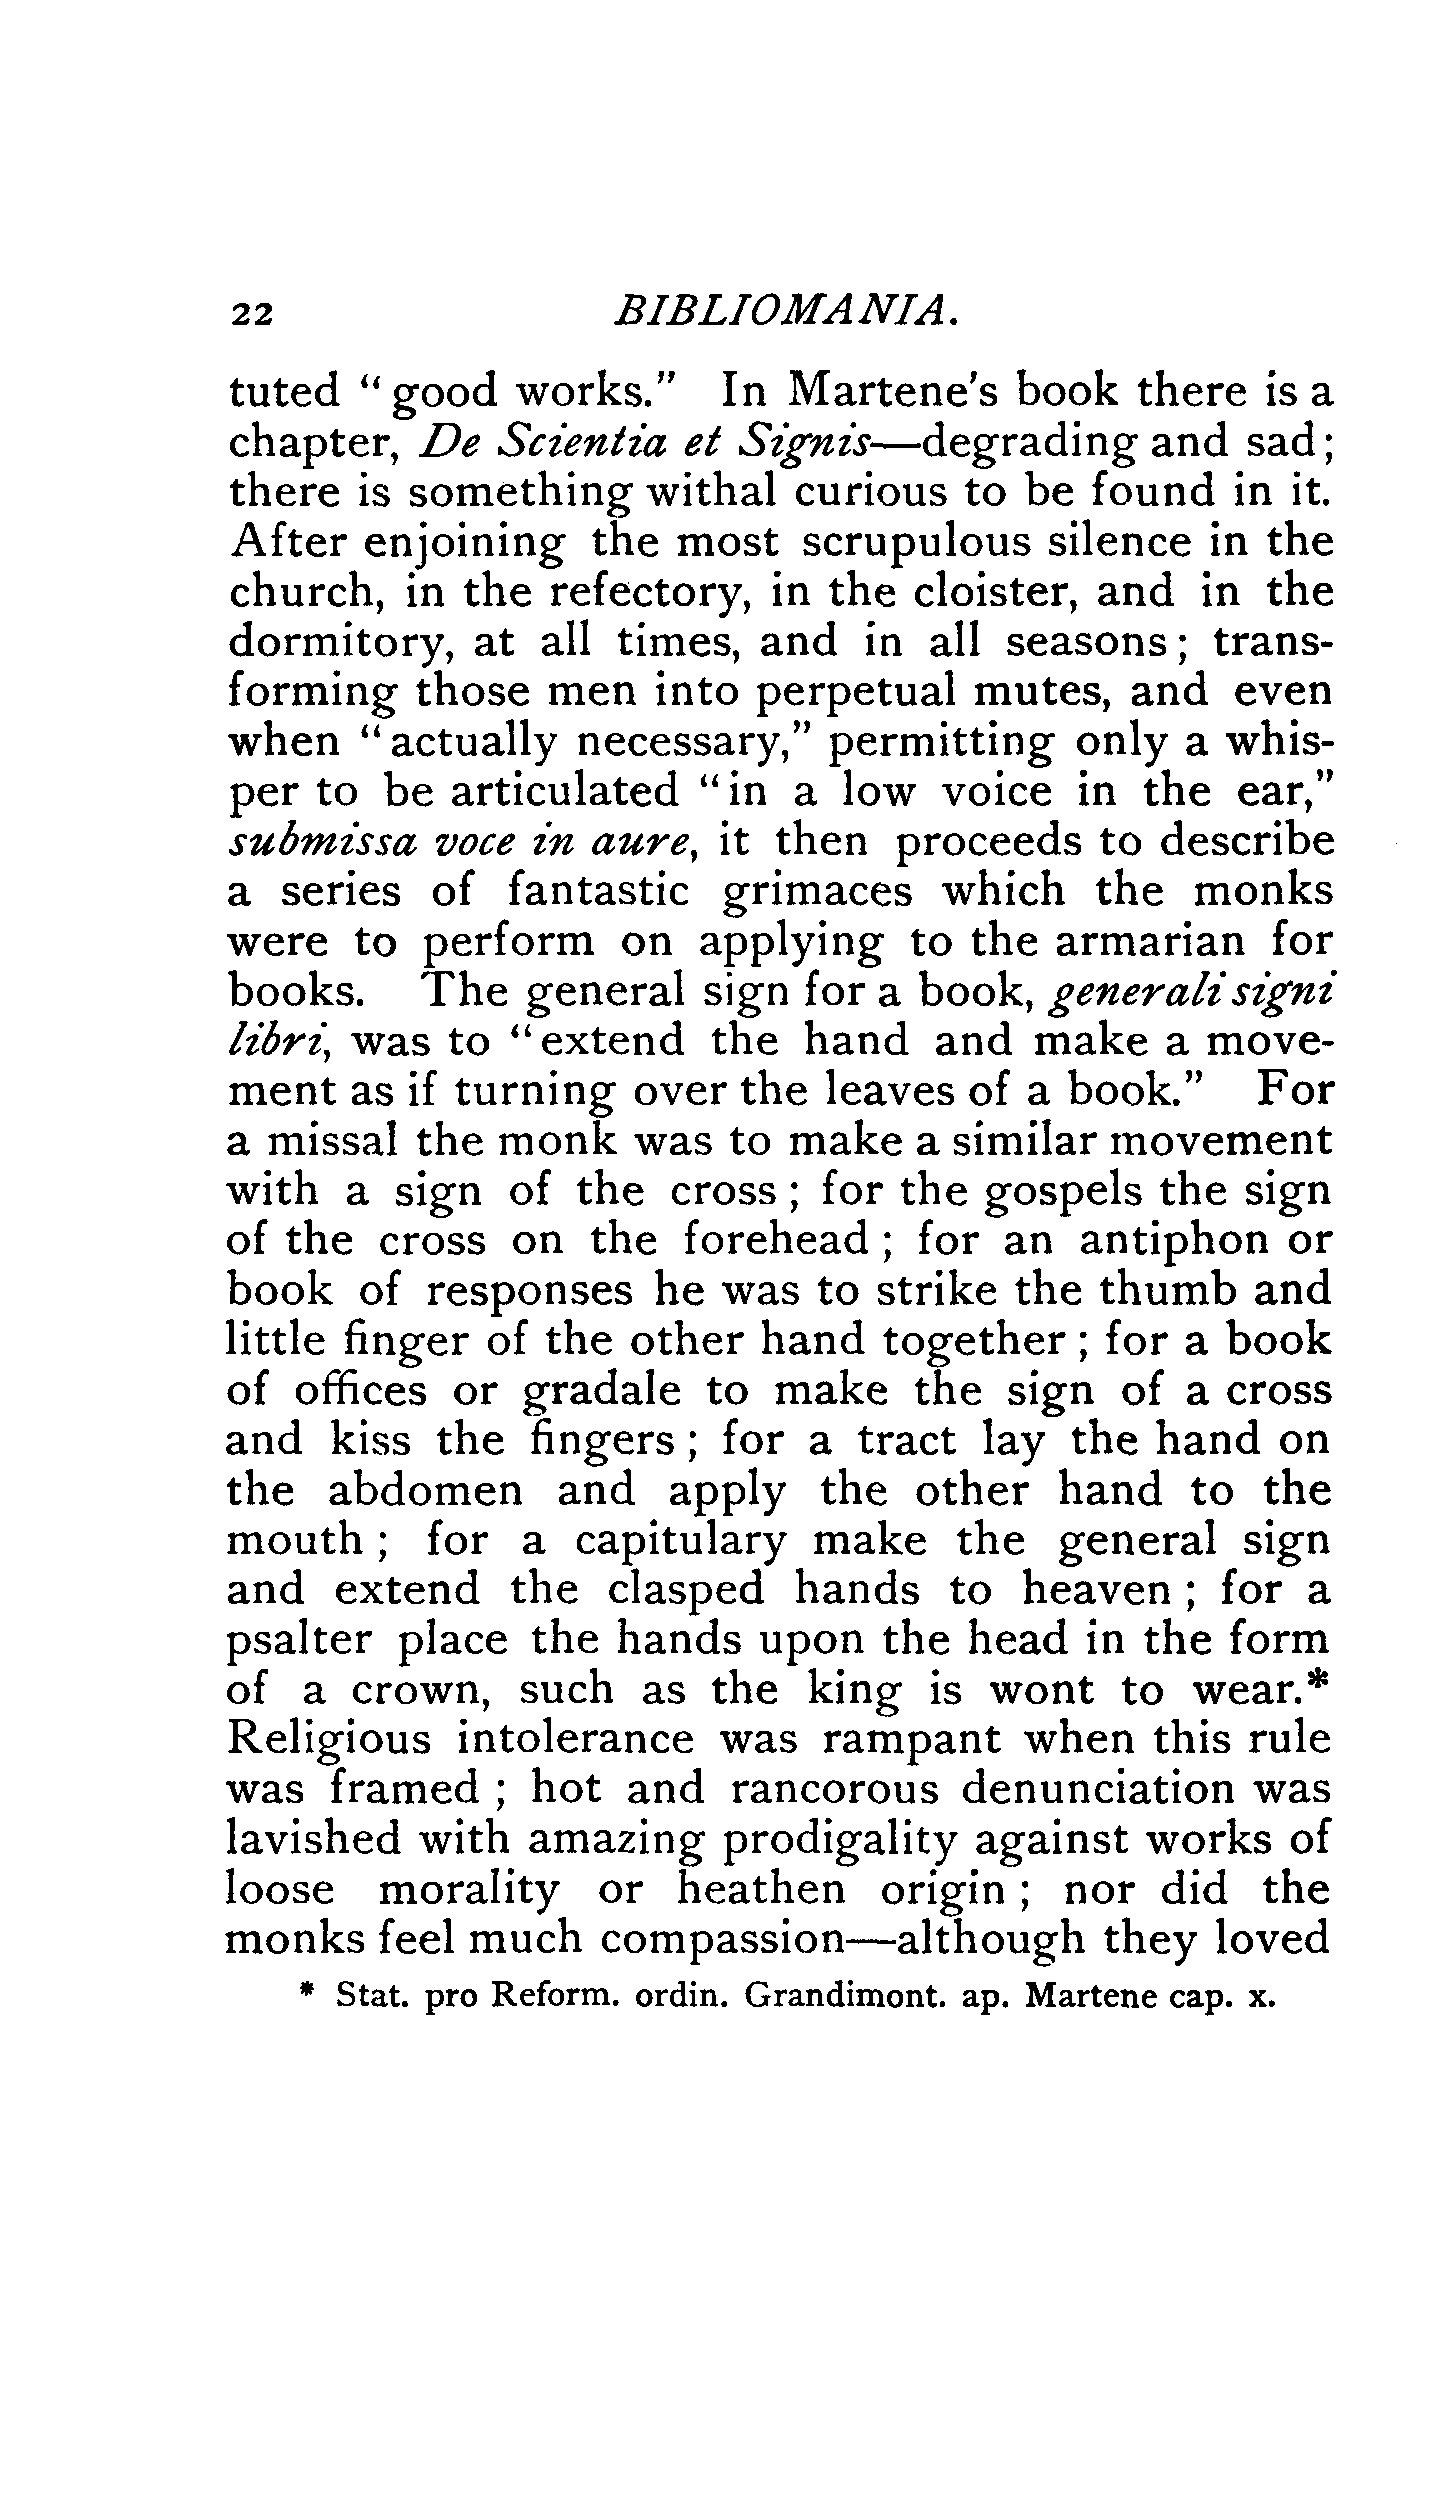 22 BIBLIOMANIA.
tuted "good works." In Martene's book there is a
chapter, De Scientia et Signis—degrading and sad;
there is something withal curious to be found in it.
After enjoining the most scrupulous silence in the
church, in the refectory, in the cloister, and in the
dormitory, at all times, and in all seasons; trans-
forming those men into perpetual mutes, and even
when "actually necessary," permitting only a whis-
per to be articulated "in a low voice in the ear,"
submissa voce in aure, it then proceeds to describe
a series of fantastic grimaces which the monks
were to perform on applying to the armarian for
books. The general sign for a book, generali signi
libri, was to "extend the hand and make a move-
ment as if turning over the leaves of a book." For
a missal the monk was to make a similar movement
with a sign of the cross; for the gospels the sign
of the cross on the forehead; for an antiphon or
book of responses he was to strike the thumb and
little finger of the other hand together; for a book
of offices or gradale to make the sign of a cross
and kiss the fingers; for a tract lay the hand on
the abdomen and apply the other hand to the
mouth; for a capitulary make the general sign
and extend the clasped hands to heaven; for a
psalter place the hands upon the head in the form
of a crown, such as the king is wont to wear.*
Religious intolerance was rampant when this rule
was framed; hot and rancorous denunciation was
lavished with amazing prodigality against works of
loose morality or heathen origin; nor did the
monks feel much compassion—although they loved
* Stat. pro Reform. ordin. Grandimont. ap. Martene cap. x.